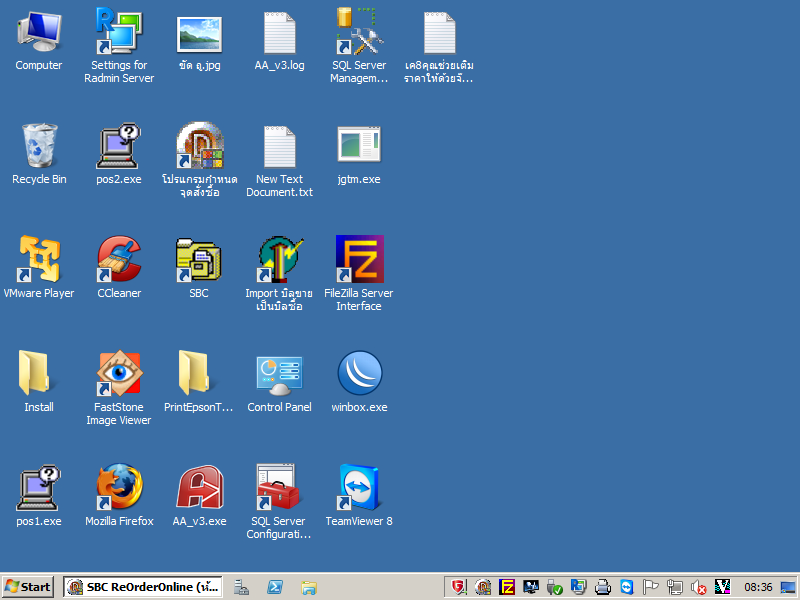 Computer
Settings for
Radmin Server
ขัด อุ.jpg
AA_v3.log
SQL Server
Managem...
เค8คุณช่วยเติม
ราคาให้ด้วยจั...
Recycle Bin
pos2.exe
โปรแกรมกำหนด
จุดสั่งซื้อ
New Text
Document.txt
jgtm.exe
VMware Player
CCleaner
SBC
Import บิลขาย
เป็นบิลซื้อ
FileZilla Server
Interface
Install
FastStone
Image Viewer
PrintEpsonT...
Control Panel
winbox.exe
pos1.exe
Mozilla Firefox
AA_v3.exe
SQL Server
Configurati...
TeamViewer 8
Start
SBC ReOrderOnline (ห้...
08:36